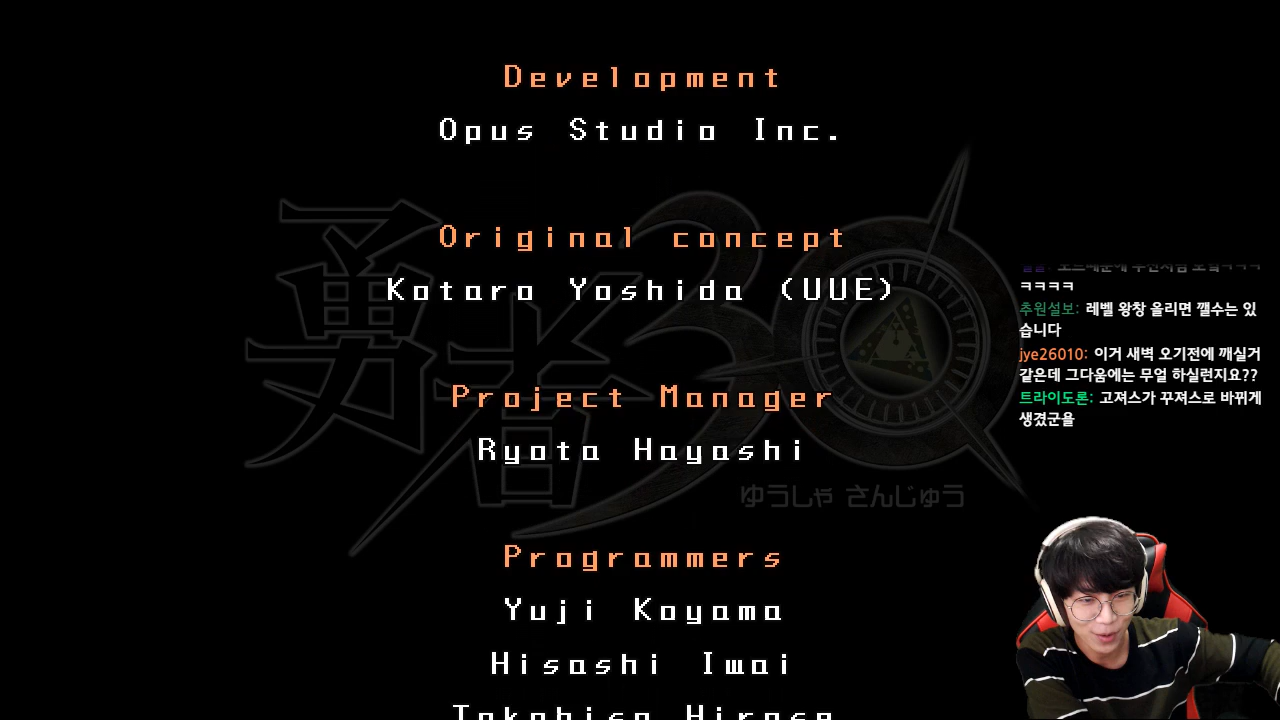 Development
Opus Studio Inc.
Original concept
Kotaro Yoshida (UUE)
Project Manager
Ryota Hayashi
Programmers
Yuji Koyama
Hisashi Iwai
Takahisa Hirose
勇者30
ゆうしゃ さんじゅう
ㅋㅋㅋㅋ
추원설보: 레벨 왕창 올리면 깰수는 있
습니다
jye26010: 이거 새벽 오기전에 깨실거
같은데 그다움에는 무얼 하실런지요??
트라이도론: 고져스가 꾸져스로 바뀌게
생겼군을